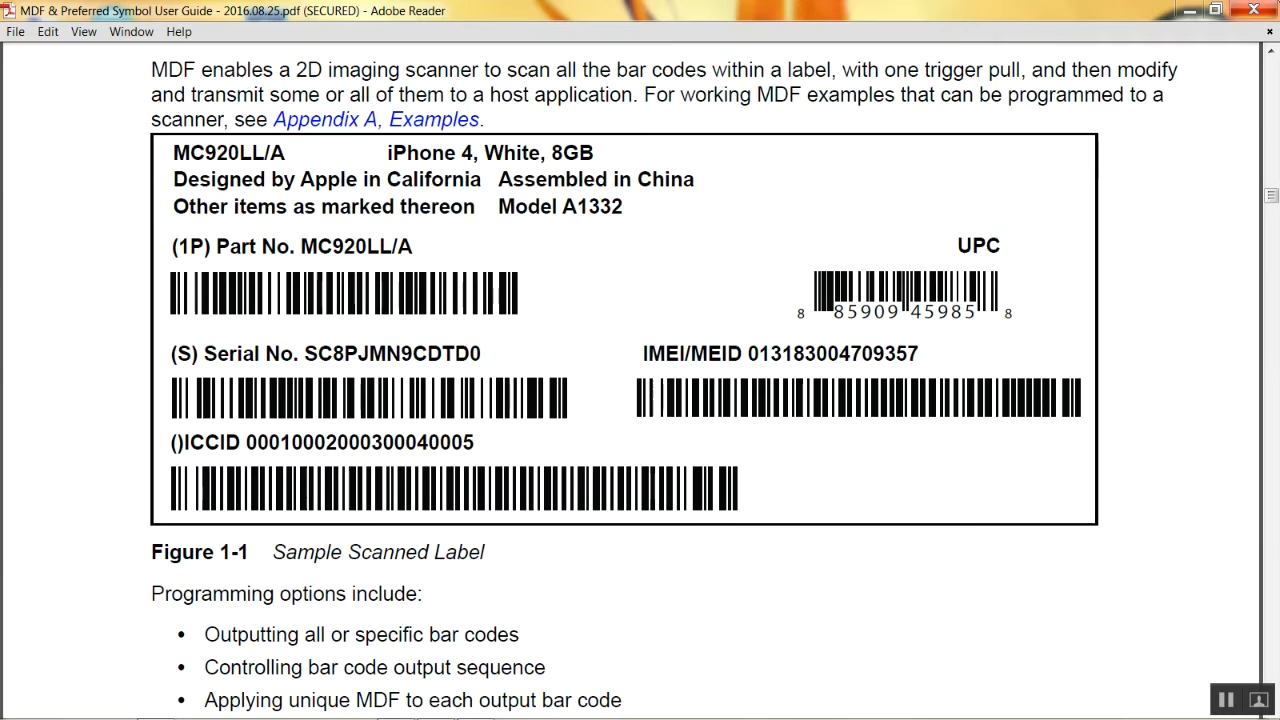 MDF & Preferred Symbol User Guide - 2016.08.25.pdf (SECURED) - Adobe Reader
File Edit View Window Help
MDF enables a 2D imaging scanner to scan all the bar codes within a label, with one trigger pull, and then modify
and transmit some or all of them to a host application. For working MDF examples that can be programmed to a
scanner, see Appendix A, Examples.
MC920LL/A iPhone 4, White, 8GB
Designed by Apple in California Assembled in China
Other items as marked thereon Model A1332
(1P) Part No. MC920LL/A UPC
8 85909 45985 8
(S) Serial No. SC8PJMN9CDTD0 IMEI/MEID 013183004709357
()ICCID 00010002000300040005
Figure 1-1 Sample Scanned Label
Programming options include:
• Outputting all or specific bar codes
• Controlling bar code output sequence
• Applying unique MDF to each output bar code